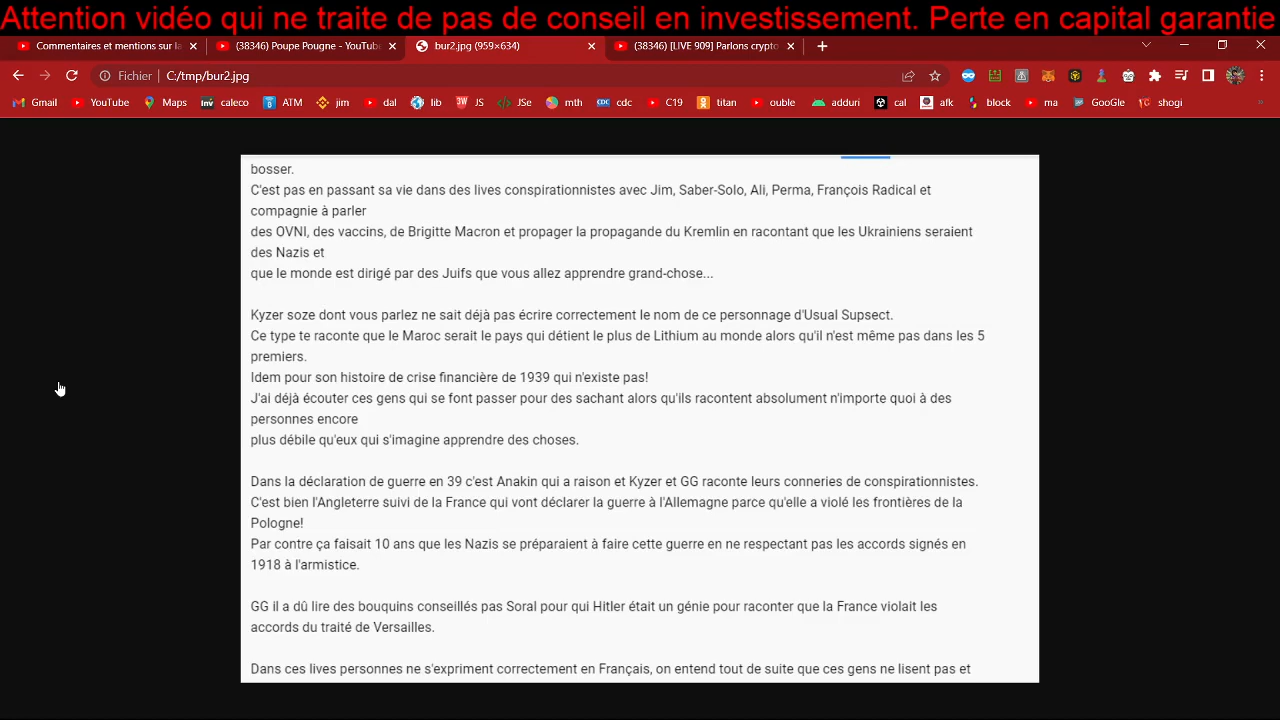 Attention vidéo qui ne traite de pas de conseil en investissement. Perte en capital garantie
Commentaires et mentions sur la
(38346) Poupe Pougne - YouTube
bur2.jpg (959×634)
(38346) [LIVE 909] Parlons crypto
Fichier
C:/tmp/bur2.jpg
Gmail
YouTube
Maps
Inv
caleco
ATM
jim
dal
lib
JS
JSe
mth
CDC
cdc
C19
titan
ouble
adduri
cal
afk
block
ma
GooGle
shogi
bosser.
C'est pas en passant sa vie dans des lives conspirationnistes avec Jim, Saber-Solo, Ali, Perma, François Radical et
compagnie à parler
des OVNI, des vaccins, de Brigitte Macron et propager la propagande du Kremlin en racontant que les Ukrainiens seraient
des Nazis et
que le monde est dirigé par des Juifs que vous allez apprendre grand-chose...
Kyzer soze dont vous parlez ne sait déjà pas écrire correctement le nom de ce personnage d'Usual Supsect.
Ce type te raconte que le Maroc serait le pays qui détient le plus de Lithium au monde alors qu'il n'est même pas dans les 5
premiers.
Idem pour son histoire de crise financière de 1939 qui n'existe pas!
J'ai déjà écouter ces gens qui se font passer pour des sachant alors qu'ils racontent absolument n'importe quoi à des
personnes encore
plus débile qu'eux qui s'imagine apprendre des choses.
Dans la déclaration de guerre en 39 c'est Anakin qui a raison et Kyzer et GG raconte leurs conneries de conspirationnistes.
C'est bien l'Angleterre suivi de la France qui vont déclarer la guerre à l'Allemagne parce qu'elle a violé les frontières de la
Pologne!
Par contre ça faisait 10 ans que les Nazis se préparaient à faire cette guerre en ne respectant pas les accords signés en
1918 à l'armistice.
GG il a dû lire des bouquins conseillés pas Soral pour qui Hitler était un génie pour raconter que la France violait les
accords du traité de Versailles.
Dans ces lives personnes ne s'expriment correctement en Français, on entend tout de suite que ces gens ne lisent pas et